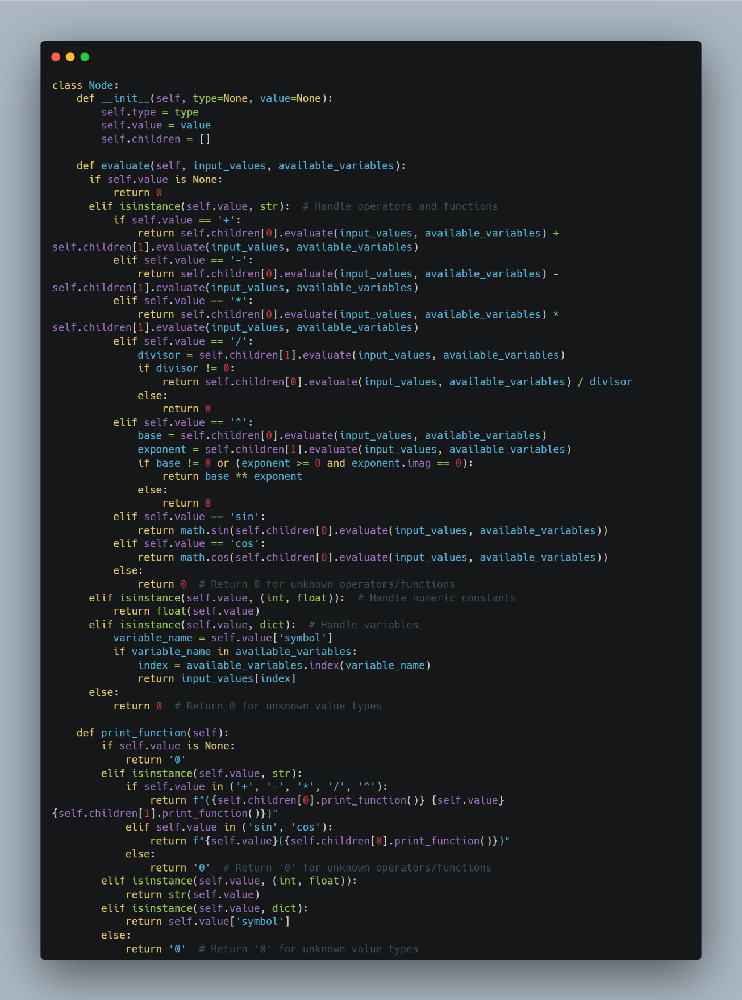 class Node:
    def __init__(self, type=None, value=None):
        self.type = type
        self.value = value
        self.children = []

    def evaluate(self, input_values, available_variables):
      if self.value is None:
          return 0
      elif isinstance(self.value, str):  # Handle operators and functions
          if self.value == '+':
              return self.children[0].evaluate(input_values, available_variables) +
self.children[1].evaluate(input_values, available_variables)
          elif self.value == '-':
              return self.children[0].evaluate(input_values, available_variables) -
self.children[1].evaluate(input_values, available_variables)
          elif self.value == '*':
              return self.children[0].evaluate(input_values, available_variables) *
self.children[1].evaluate(input_values, available_variables)
          elif self.value == '/':
              divisor = self.children[1].evaluate(input_values, available_variables)
              if divisor != 0:
                  return self.children[0].evaluate(input_values, available_variables) / divisor
              else:
                  return 0
          elif self.value == '^':
              base = self.children[0].evaluate(input_values, available_variables)
              exponent = self.children[1].evaluate(input_values, available_variables)
              if base != 0 or (exponent >= 0 and exponent.imag == 0):
                  return base ** exponent
              else:
                  return 0
          elif self.value == 'sin':
              return math.sin(self.children[0].evaluate(input_values, available_variables))
          elif self.value == 'cos':
              return math.cos(self.children[0].evaluate(input_values, available_variables))
          else:
              return 0  # Return 0 for unknown operators/functions
      elif isinstance(self.value, (int, float)):  # Handle numeric constants
          return float(self.value)
      elif isinstance(self.value, dict):  # Handle variables
          variable_name = self.value['symbol']
          if variable_name in available_variables:
              index = available_variables.index(variable_name)
              return input_values[index]
      else:
          return 0  # Return 0 for unknown value types

    def print_function(self):
        if self.value is None:
            return '0'
        elif isinstance(self.value, str):
            if self.value in ('+', '-', '*', '/', '^'):
                return f"({self.children[0].print_function()} {self.value}
{self.children[1].print_function()})"
            elif self.value in ('sin', 'cos'):
                return f"{self.value}({self.children[0].print_function()})"
            else:
                return '0'  # Return '0' for unknown operators/functions
        elif isinstance(self.value, (int, float)):
            return str(self.value)
        elif isinstance(self.value, dict):
            return self.value['symbol']
        else:
            return '0'  # Return '0' for unknown value types